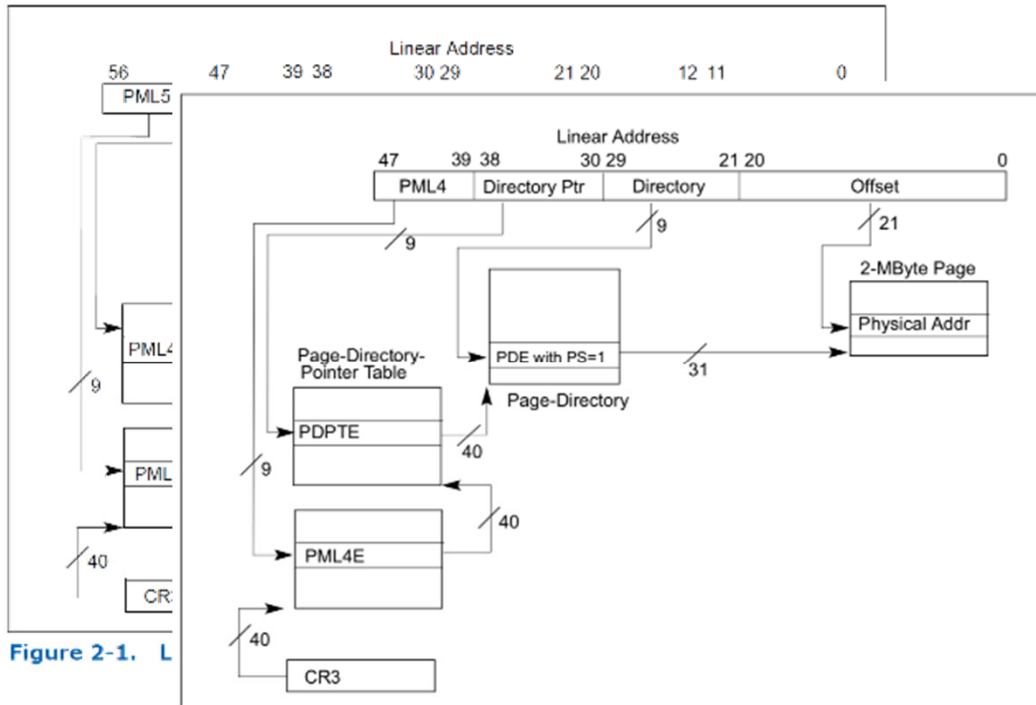 Linear Address
56 47 39 38 30 29 21 20 12 11 0
PML5
Linear Address
47 39 38 30 29 21 20 0
PML4 Directory Ptr Directory Offset
9 9 21
2-MByte Page
Physical Addr
PML4
PDE with PS=1
31
Page-Directory-
Pointer Table
Page-Directory
9
PDPTE
40
PML
9
40
PML4E
40
40
CR3
CR3
Figure 2-1. L